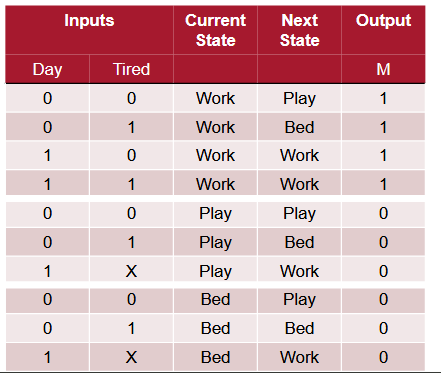 Inputs Current State Next State Output
Day Tired M
0 0 Work Play 1
0 1 Work Bed 1
1 0 Work Work 1
1 1 Work Work 1
0 0 Play Play 0
0 1 Play Bed 0
1 X Play Work 0
0 0 Bed Play 0
0 1 Bed Bed 0
1 X Bed Work 0